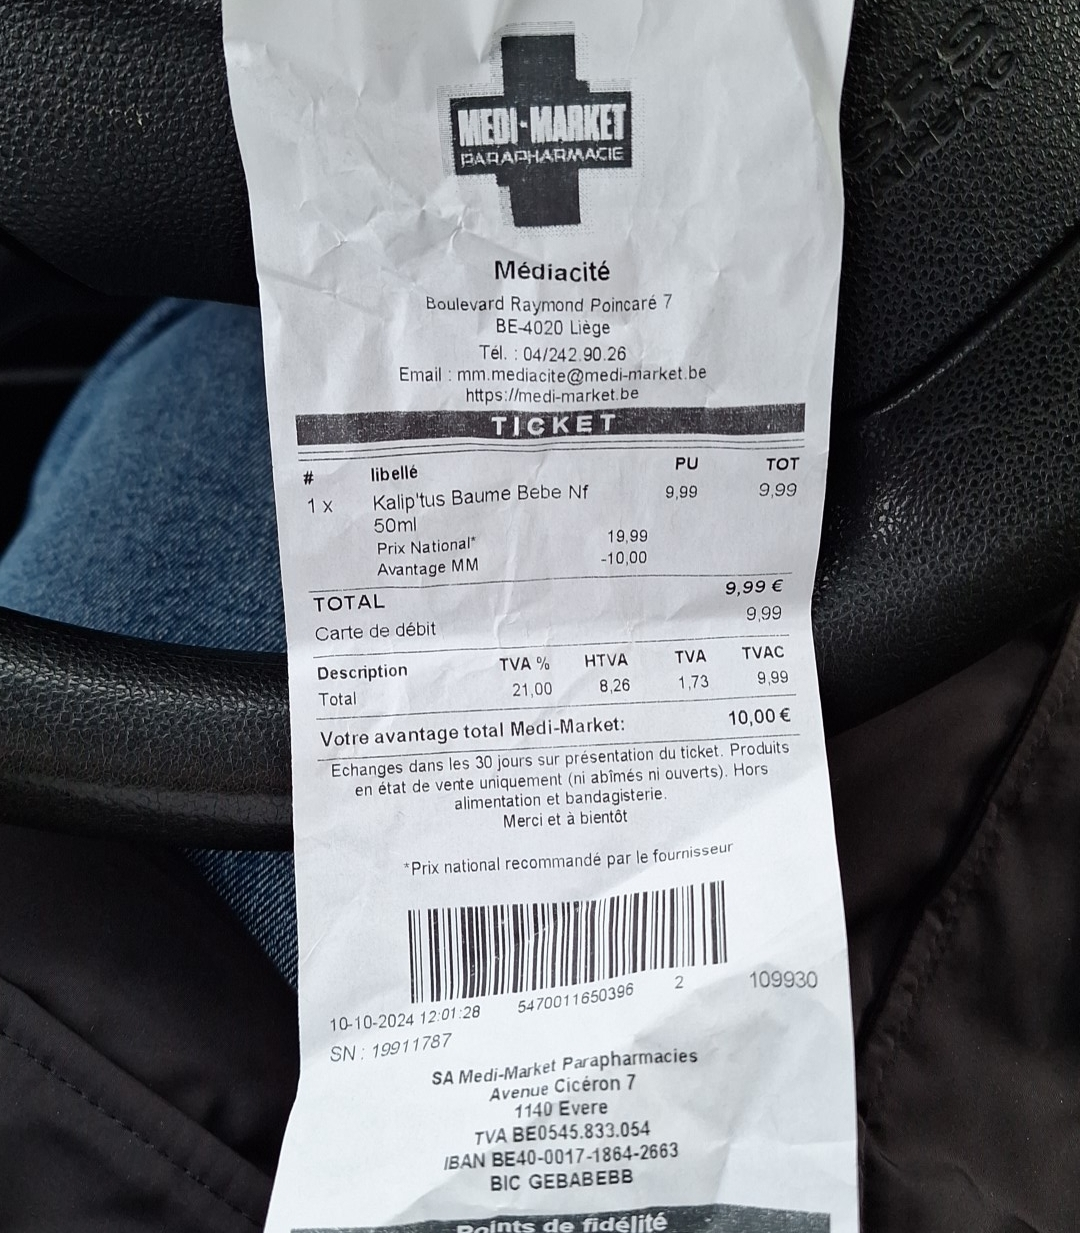 MEDI-MARKET
PARAPHARMACIE
Médiacité
Boulevard Raymond Poincaré 7
BE-4020 Liège
Tél. : 04/242.90.26
Email : mm.mediacite@medi-market.be
https://medi-market.be
TICKET
# libellé PU TOT
1 x Kalip'tus Baume Bebe Nf 9,99 9,99
50ml
Prix National* 19,99
Avantage MM -10,00
TOTAL 9,99 €
Carte de débit 9,99
Description TVA % HTVA TVA TVAC
Total 21,00 8,26 1,73 9,99
Votre avantage total Medi-Market: 10,00 €
Echanges dans les 30 jours sur présentation du ticket. Produits
en état de vente uniquement (ni abîmés ni ouverts). Hors
alimentation et bandagisterie.
Merci et à bientôt
*Prix national recommandé par le fournisseur
10-10-2024 12:01:28 5470011650396 2 109930
SN : 19911787
SA Medi-Market Parapharmacies
Avenue Cicéron 7
1140 Evere
TVA BE0545.833.054
IBAN BE40-0017-1864-2663
BIC GEBABEBB
Points de fidélité